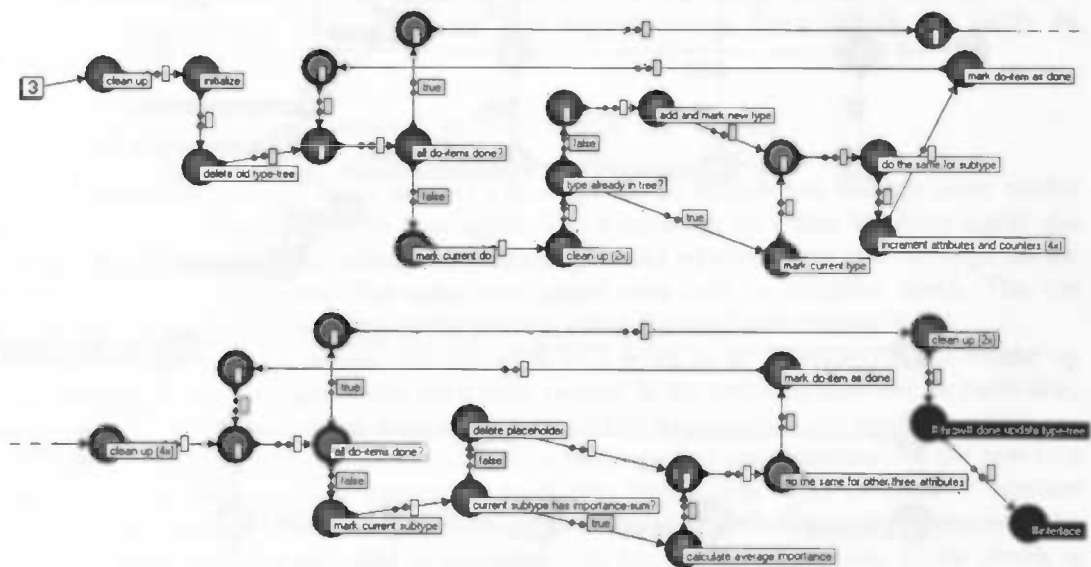 3
clean up
initialize
delete old type-tree
all do-items done?
true
false
mark current do
clean up (2x)
type already in tree?
false
true
add and mark new type
mark current type
do the same for subtype
increment attributes and counters (4x)
mark do-item as done
clean up (4x)
all do-items done?
true
false
mark current subtype
current subtype has importance-sum?
false
true
delete placeholder
calculate average importance
do the same for other three attributes
mark do-item as done
clean up (2x)
#throw# done update type-tree
#interface